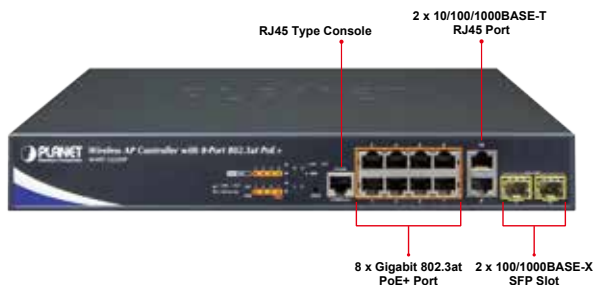 2 x 10/100/1000BASE-T
RJ45 Port
RJ45 Type Console
PLANET
Wireless AP Controller with 8-Port 802.3at PoE +
8 x Gigabit 802.3at
PoE+ Port
2 x 100/1000BASE-X
SFP Slot